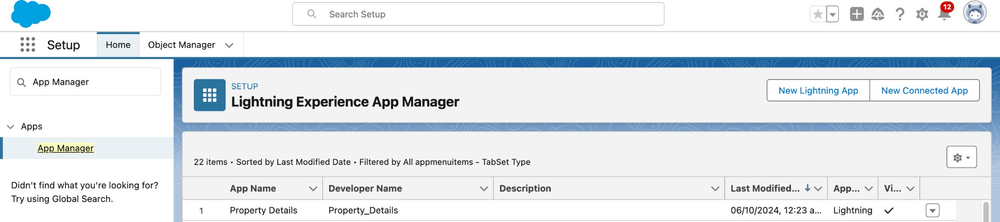 Search Setup
12
Setup
Home
Object Manager
App Manager
SETUP
Lightning Experience App Manager
New Lightning App
New Connected App
Apps
App Manager
22 items • Sorted by Last Modified Date • Filtered by All appmenuitems - TabSet Type
Didn't find what you're looking for?
Try using Global Search.
App Name Developer Name Description Last Modified... App... Vi...
1 Property Details Property_Details 06/10/2024, 12:23 a... Lightning